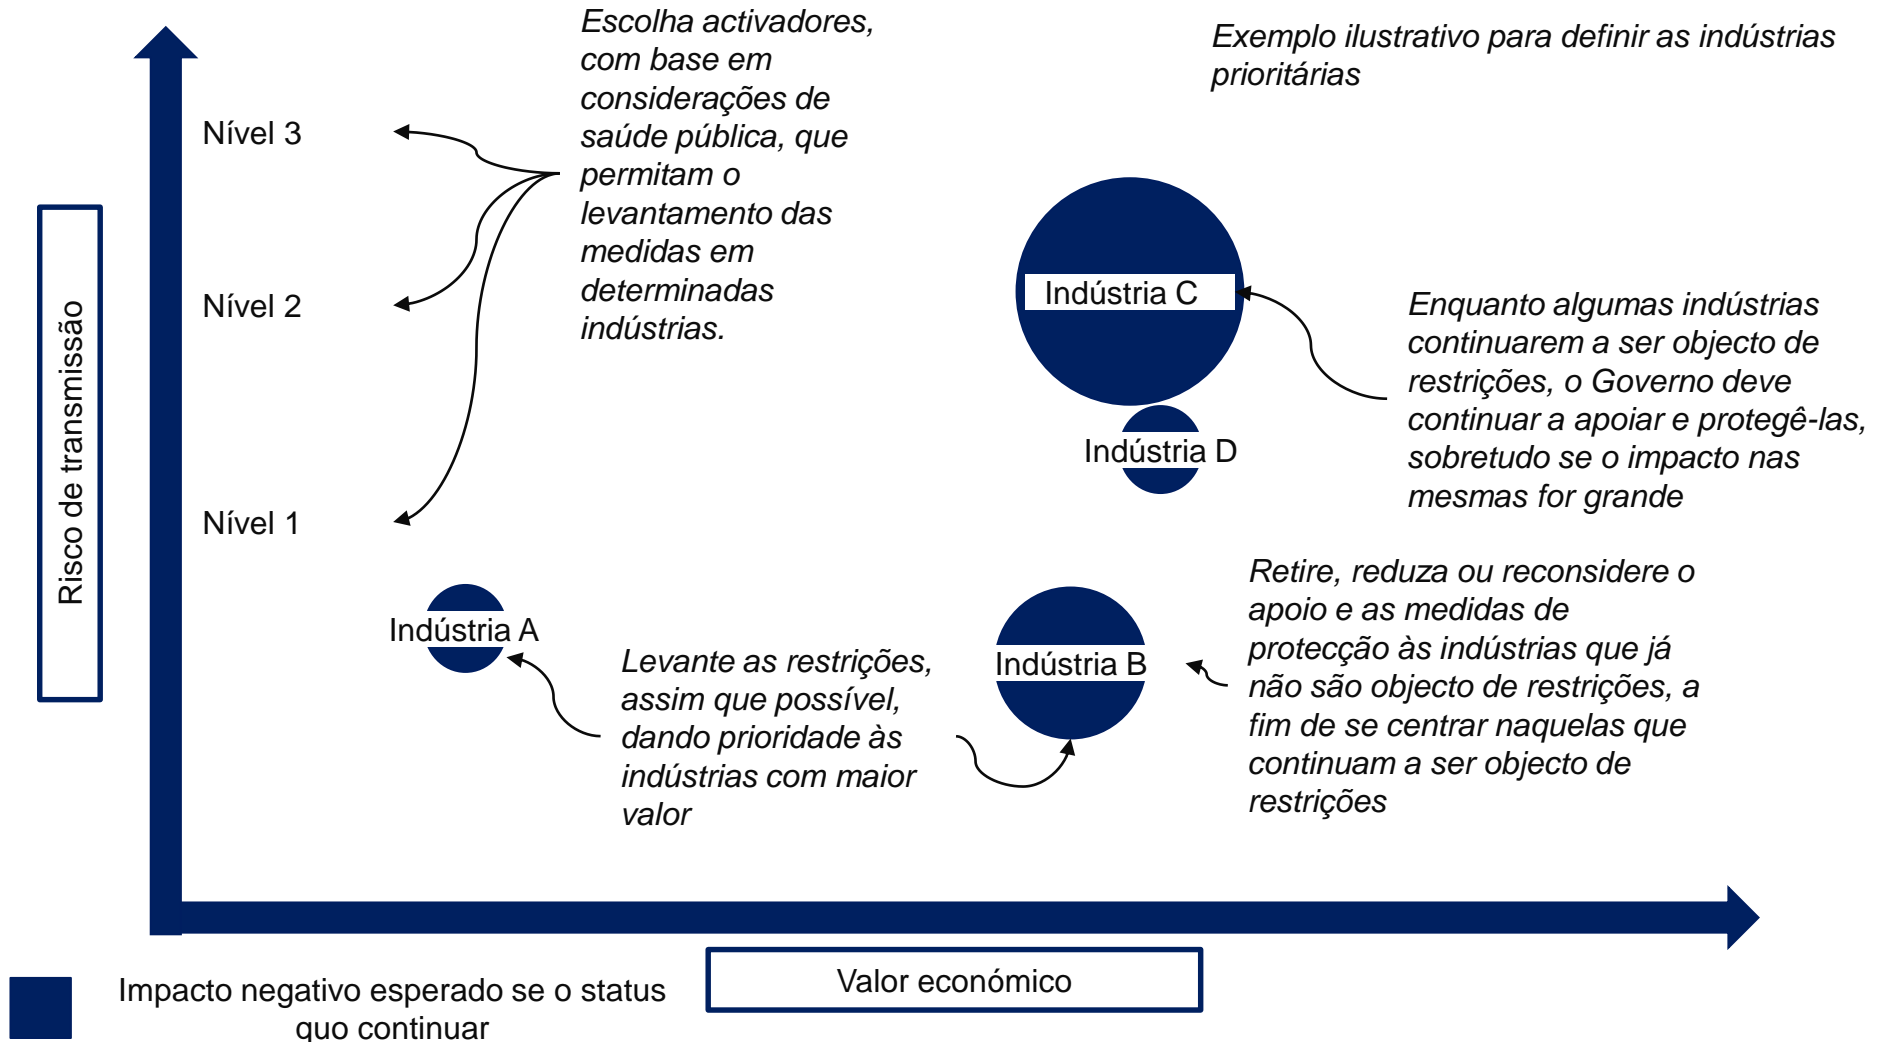 Escolha activadores,
com base em
considerações de
saúde pública, que
permitam o
levantamento das
medidas em
determinadas
indústrias.
Exemplo ilustrativo para definir as indústrias
prioritárias
Nível 3
Nível 2
Nível 1
Risco de transmissão
Indústria C
Indústria D
Enquanto algumas indústrias
continuarem a ser objecto de
restrições, o Governo deve
continuar a apoiar e protegê-las,
sobretudo se o impacto nas
mesmas for grande
Indústria A
Levante as restrições,
assim que possível,
dando prioridade às
indústrias com maior
valor
Indústria B
Retire, reduza ou reconsidere o
apoio e as medidas de
protecção às indústrias que já
não são objecto de restrições, a
fim de se centrar naquelas que
continuam a ser objecto de
restrições
Valor económico
Impacto negativo esperado se o status
quo continuar